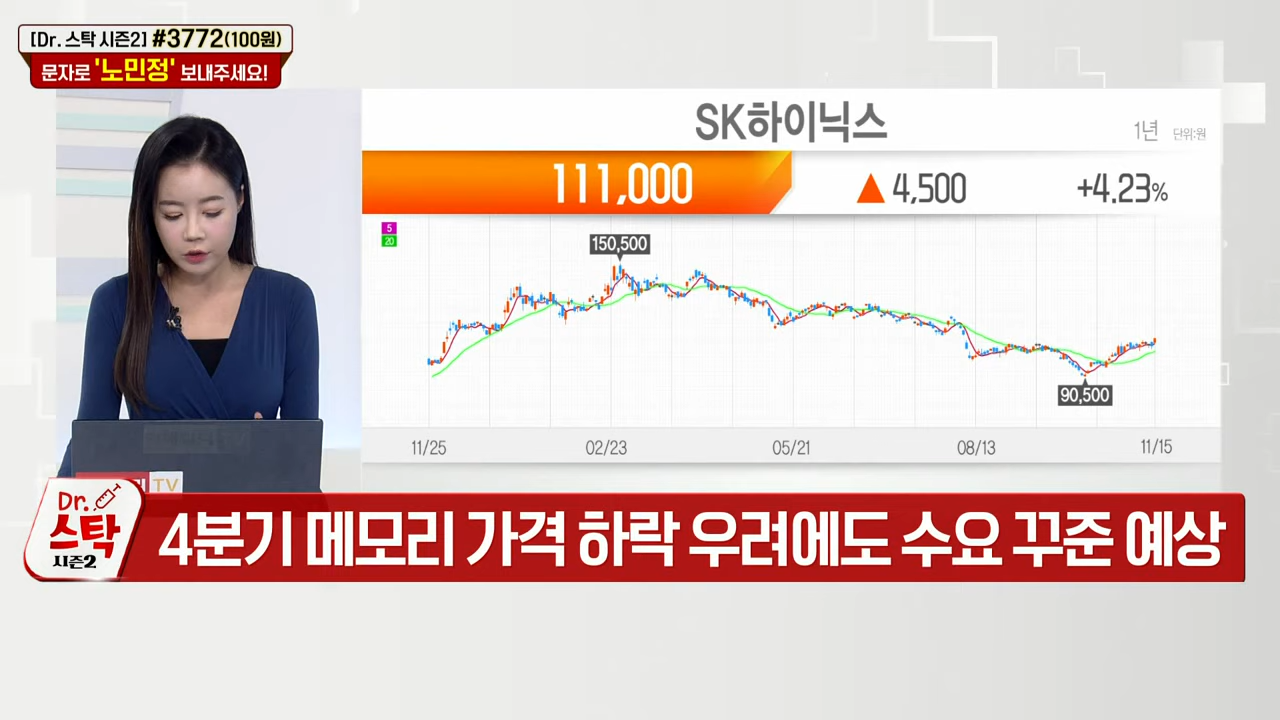 [Dr. 스탁 시즌2] #3772(100원)
문자로 '노민정' 보내주세요!
SK하이닉스
1년 단위:원
111,000 ▲4,500 +4.23%
5
20
150,500
90,500
11/25 02/23 05/21 08/13 11/15
TV
Dr.
스탁
시즌2
4분기 메모리 가격 하락 우려에도 수요 꾸준 예상